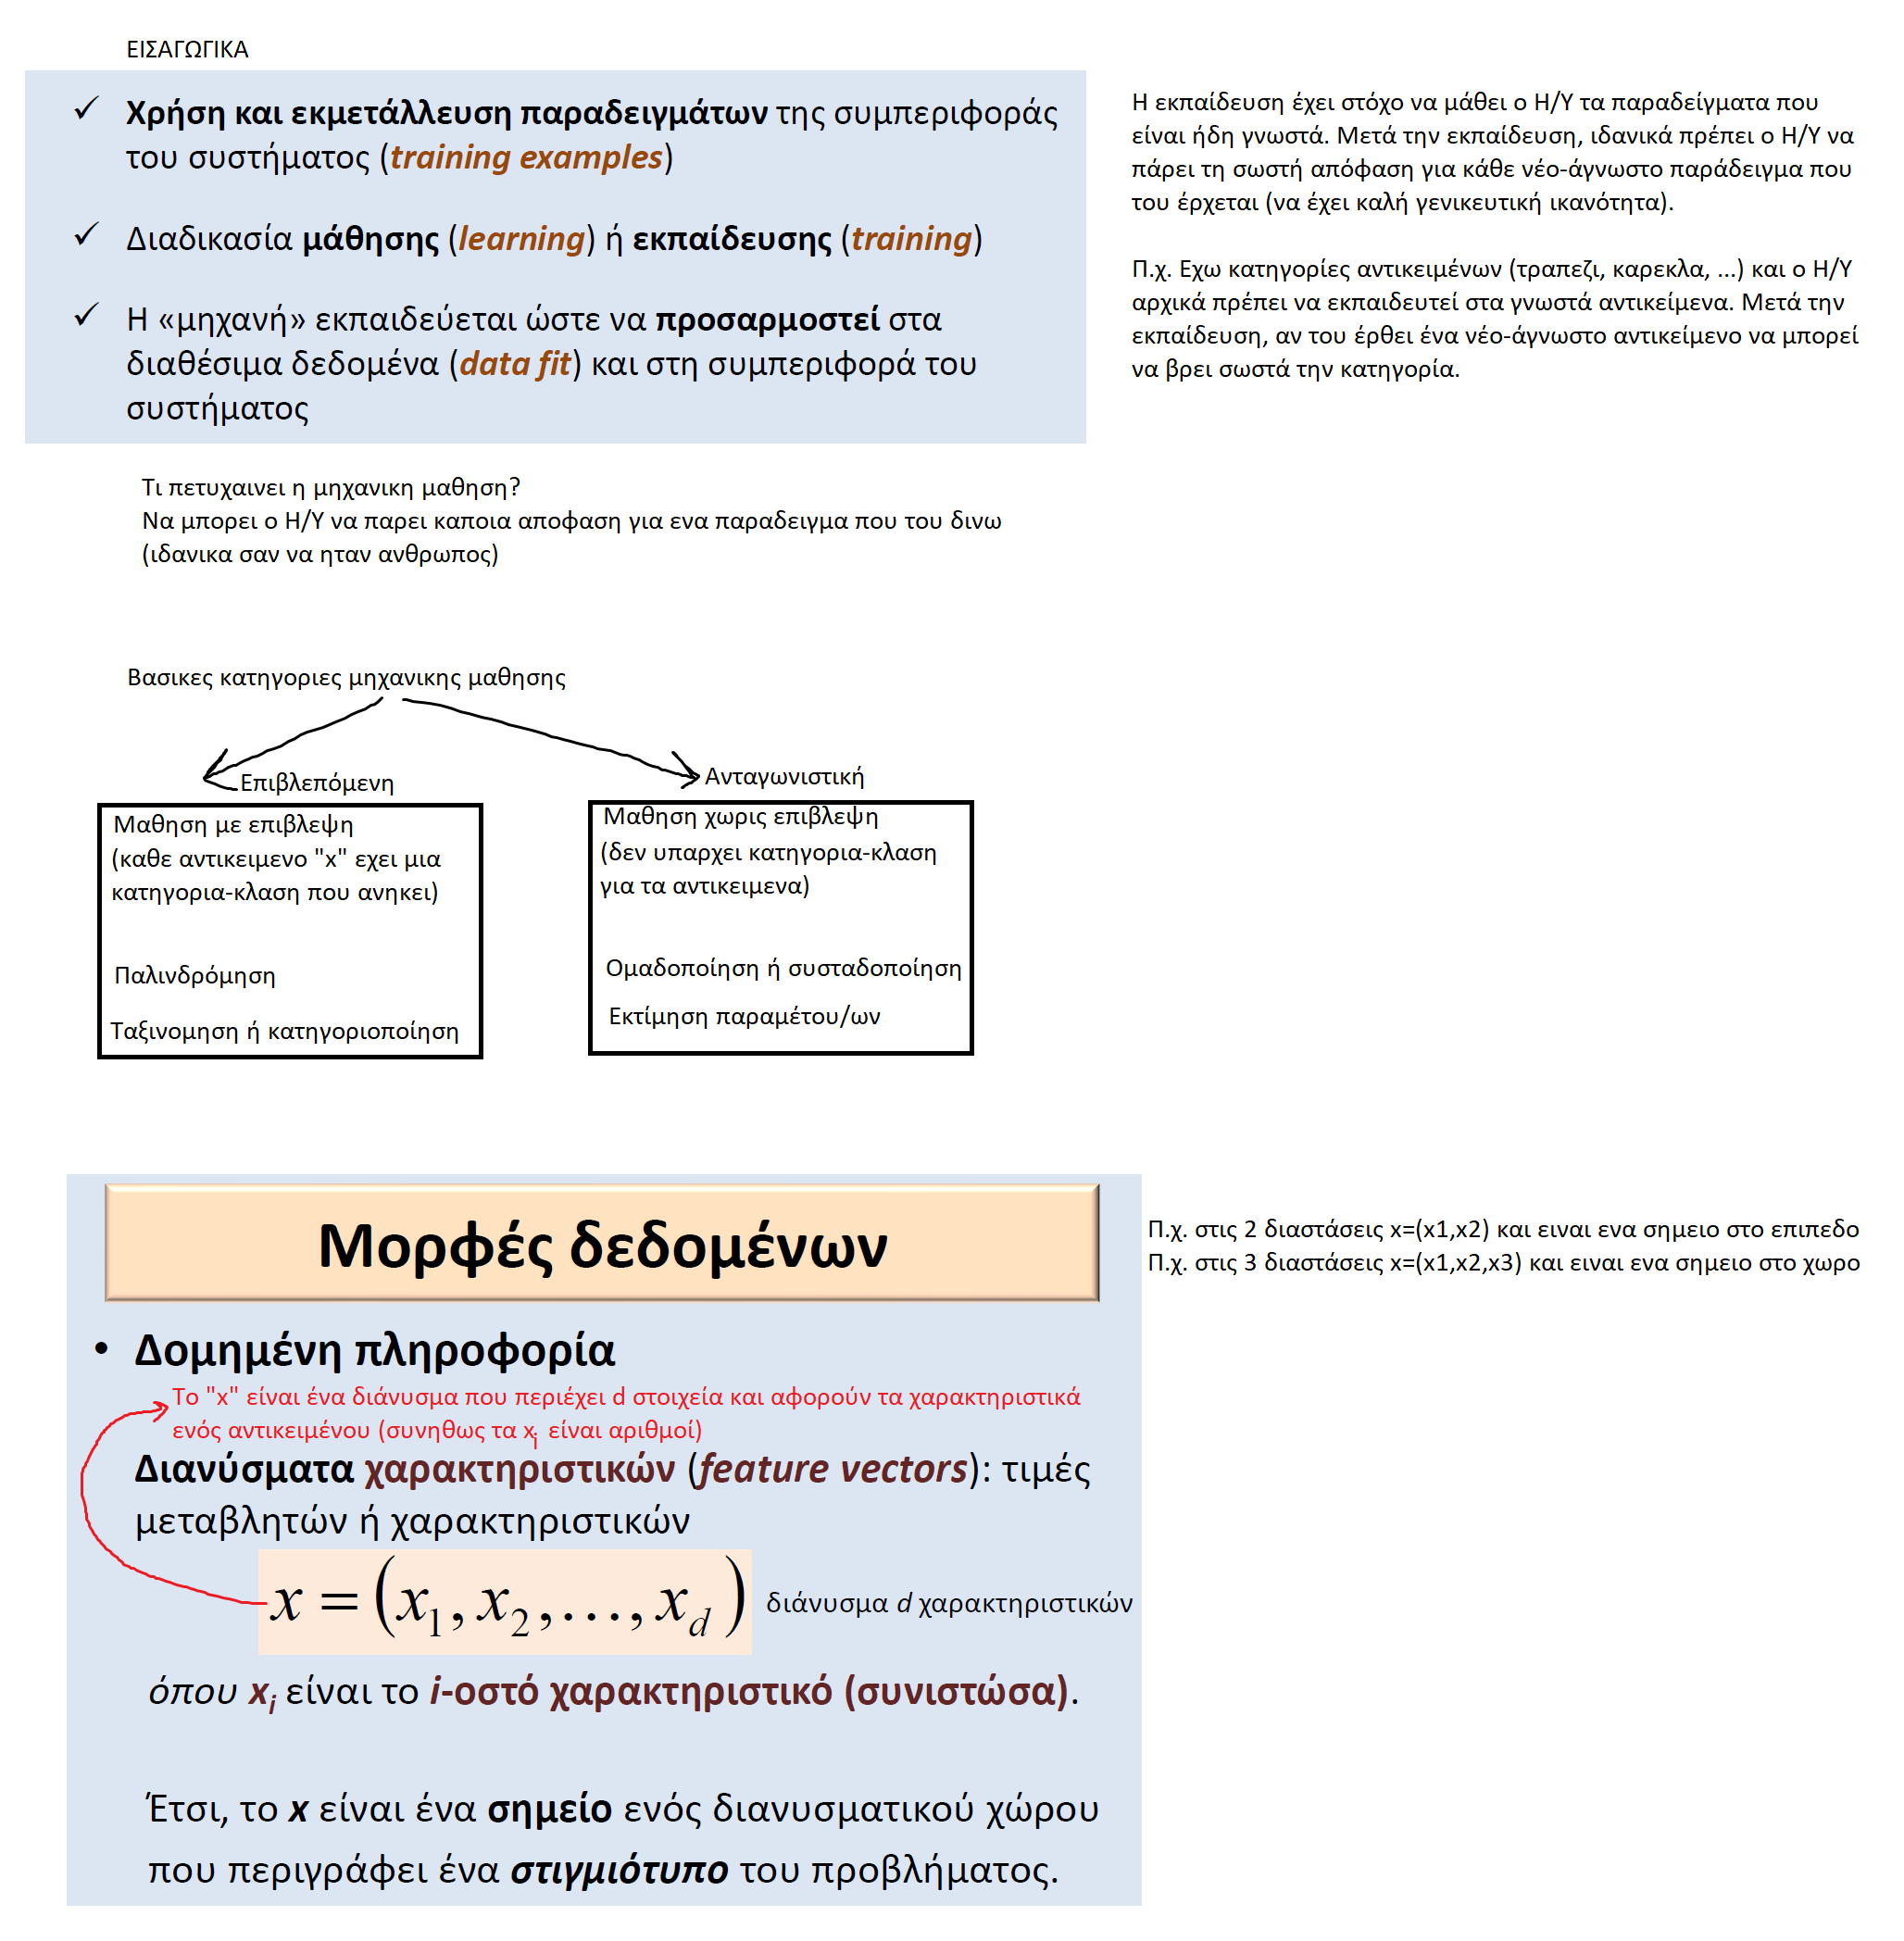 ΕΙΣΑΓΩΓΙΚΑ
✓ Χρήση και εκμετάλλευση παραδειγμάτων της συμπεριφοράς
του συστήματος (training examples)
✓ Διαδικασία μάθησης (learning) ή εκπαίδευσης (training)
✓ Η «μηχανή» εκπαιδεύεται ώστε να προσαρμοστεί στα
διαθέσιμα δεδομένα (data fit) και στη συμπεριφορά του
συστήματος
Η εκπαίδευση έχει στόχο να μάθει ο Η/Υ τα παραδείγματα που
είναι ήδη γνωστά. Μετά την εκπαίδευση, ιδανικά πρέπει ο Η/Υ να
πάρει τη σωστή απόφαση για κάθε νέο-άγνωστο παράδειγμα που
του έρχεται (να έχει καλή γενικευτική ικανότητα).
Π.χ. Εχω κατηγορίες αντικειμένων (τραπεζι, καρεκλα, ...) και ο Η/Υ
αρχικά πρέπει να εκπαιδευτεί στα γνωστά αντικείμενα. Μετά την
εκπαίδευση, αν του έρθει ένα νέο-άγνωστο αντικείμενο να μπορεί
να βρει σωστά την κατηγορία.
Τι πετυχαινει η μηχανικη μαθηση?
Να μπορει ο Η/Υ να παρει καποια αποφαση για ενα παραδειγμα που του δινω
(ιδανικα σαν να ηταν ανθρωπος)
Βασικες κατηγοριες μηχανικης μαθησης
Επιβλεπόμενη
Μαθηση με επιβλεψη
(καθε αντικειμενο "x" εχει μια
κατηγορια-κλαση που ανηκει)
Παλινδρόμηση
Ταξινομηση ή κατηγοριοποίηση
Ανταγωνιστική
Μαθηση χωρις επιβλεψη
(δεν υπαρχει κατηγορια-κλαση
για τα αντικειμενα)
Ομαδοποίηση ή συσταδοποίηση
Εκτίμηση παραμέτου/ων
Μορφές δεδομένων
Π.χ. στις 2 διαστάσεις x=(x1,x2) και ειναι ενα σημειο στο επιπεδο
Π.χ. στις 3 διαστάσεις x=(x1,x2,x3) και ειναι ενα σημειο στο χωρο
• Δομημένη πληροφορία
Το "x" είναι ένα διάνυσμα που περιέχει d στοιχεία και αφορούν τα χαρακτηριστικά
ενός αντικειμένου (συνηθως τα xi είναι αριθμοί)
Διανύσματα χαρακτηριστικών (feature vectors): τιμές
μεταβλητών ή χαρακτηριστικών
x = (x1, x2,..., xd) διάνυσμα d χαρακτηριστικών
όπου xi είναι το i-οστό χαρακτηριστικό (συνιστώσα).
Έτσι, το x είναι ένα σημείο ενός διανυσματικού χώρου
που περιγράφει ένα στιγμιότυπο του προβλήματος.